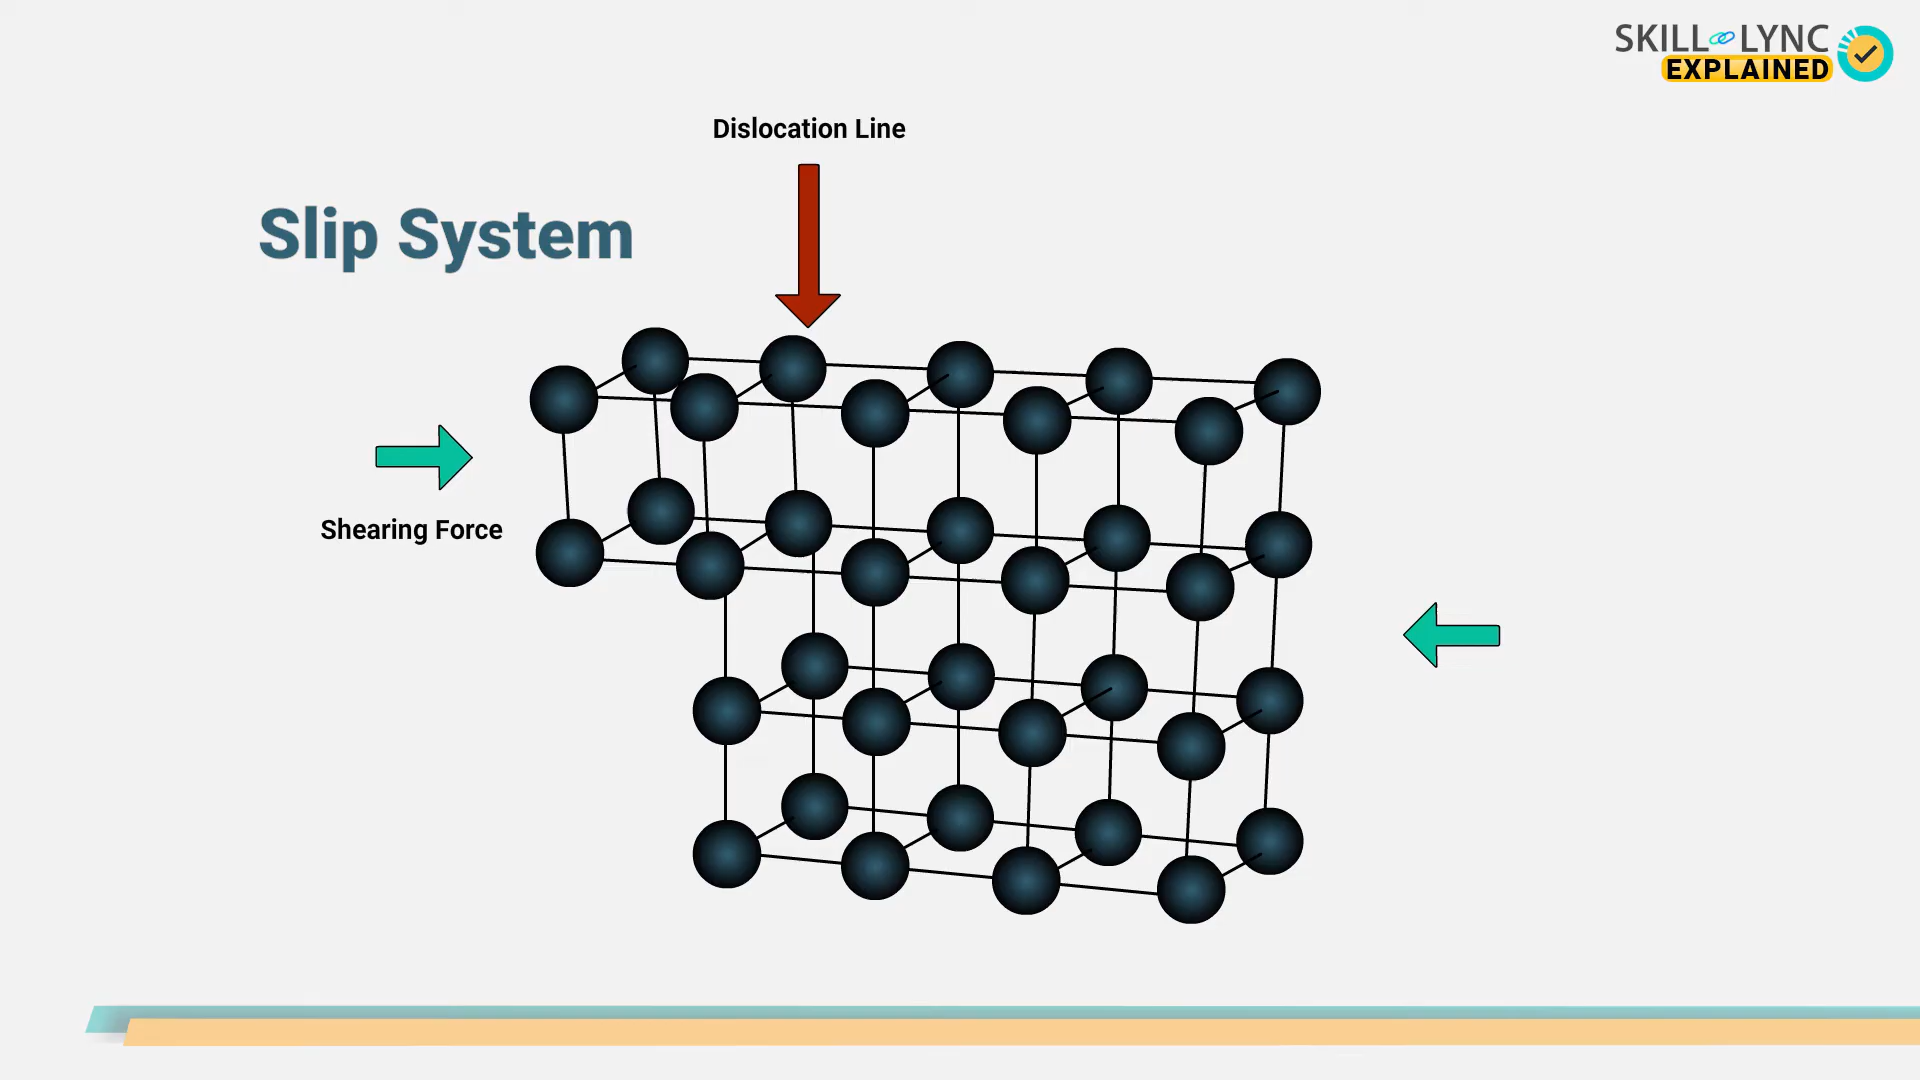 SKILL LYNC
EXPLAINED
Dislocation Line
Slip System
Shearing Force